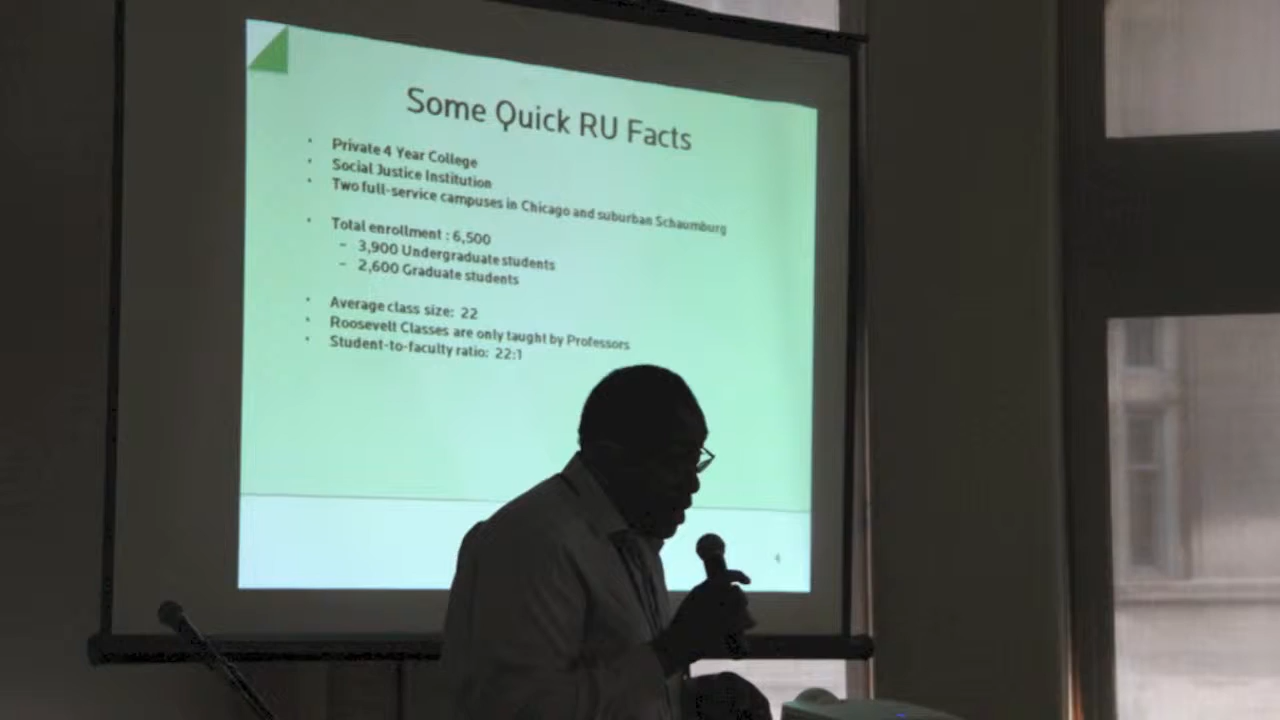 Some Quick RU Facts
• Private 4 Year College
• Social Justice Institution
• Two full-service campuses in Chicago and suburban Schaumburg
• Total enrollment : 6,500
– 3,900 Undergraduate students
– 2,600 Graduate students
• Average class size: 22
• Roosevelt Classes are only taught by Professors
• Student-to-faculty ratio: 22:1
4